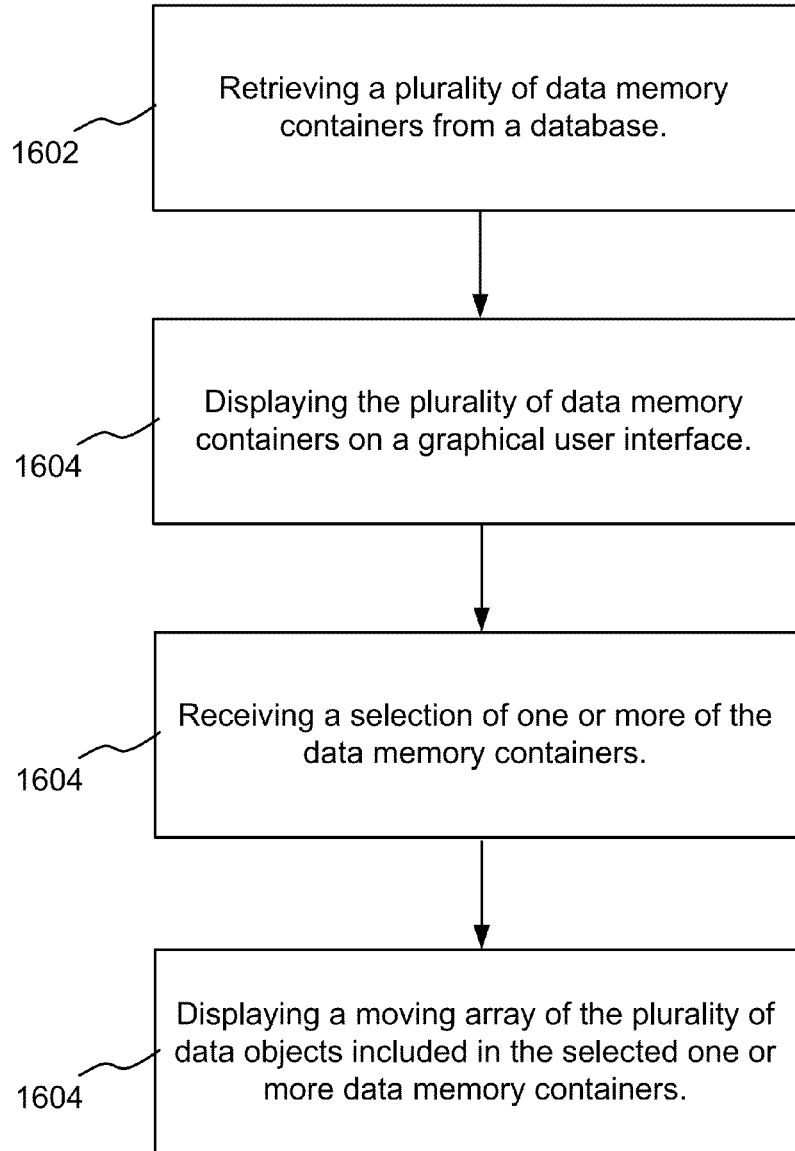 Retrieving a plurality of data memory
containers from a database.
1602
Displaying the plurality of data memory
containers on a graphical user interface.
1604
Receiving a selection of one or more of the
data memory containers.
1604
Displaying a moving array of the plurality of
data objects included in the selected one or
more data memory containers.
1604